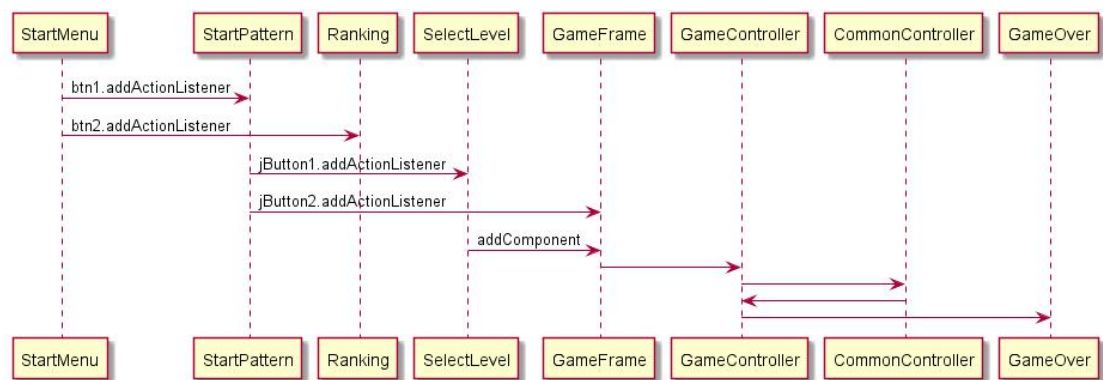 StartMenu
StartPattern
Ranking
SelectLevel
GameFrame
GameController
CommonController
GameOver
btn1.addActionListener
btn2.addActionListener
jButton1.addActionListener
jButton2.addActionListener
addComponent
StartMenu
StartPattern
Ranking
SelectLevel
GameFrame
GameController
CommonController
GameOver